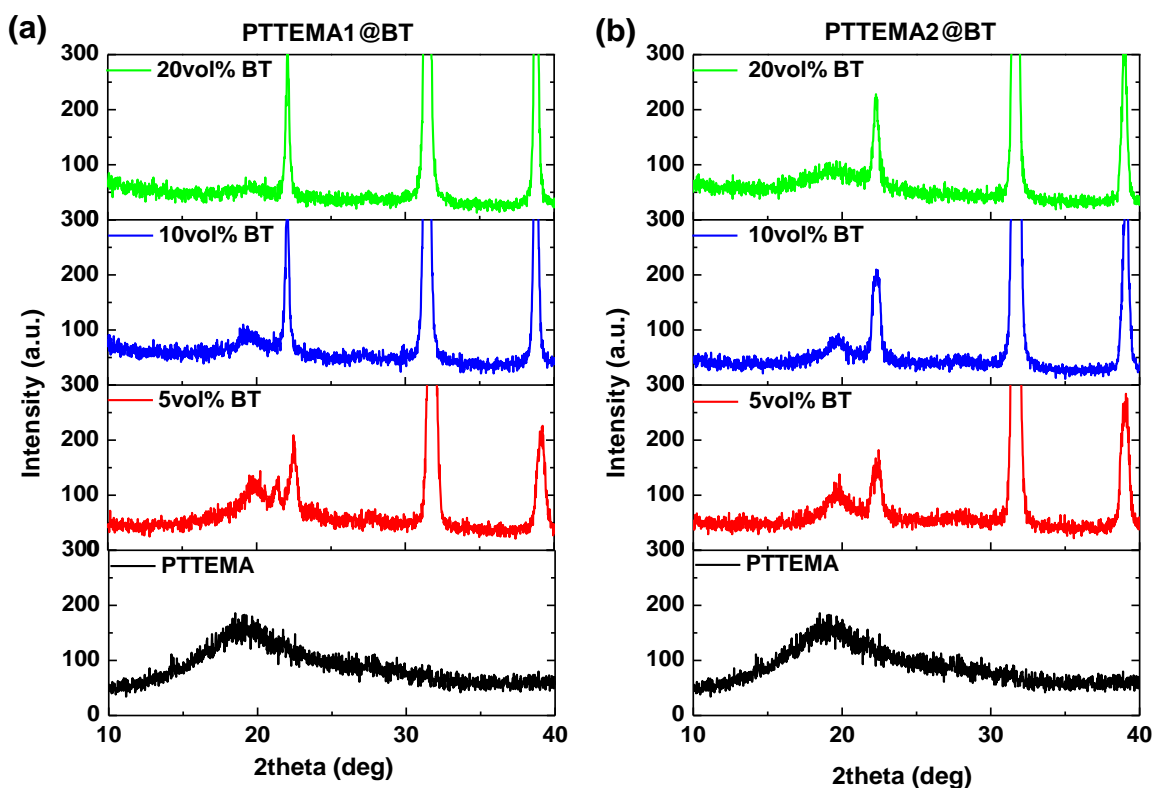 (a)
PTTEMA1@BT
300
20vol% BT
200
100
300
10vol% BT
200
100
300
5vol% BT
200
100
300
PTTEMA
200
100
0
10 20 30 40
2theta (deg)
Intensity (a.u.)
(b)
PTTEMA2@BT
300
20vol% BT
200
100
300
10vol% BT
200
100
300
5vol% BT
200
100
300
PTTEMA
200
100
0
10 20 30 40
2theta (deg)
Intensity (a.u.)